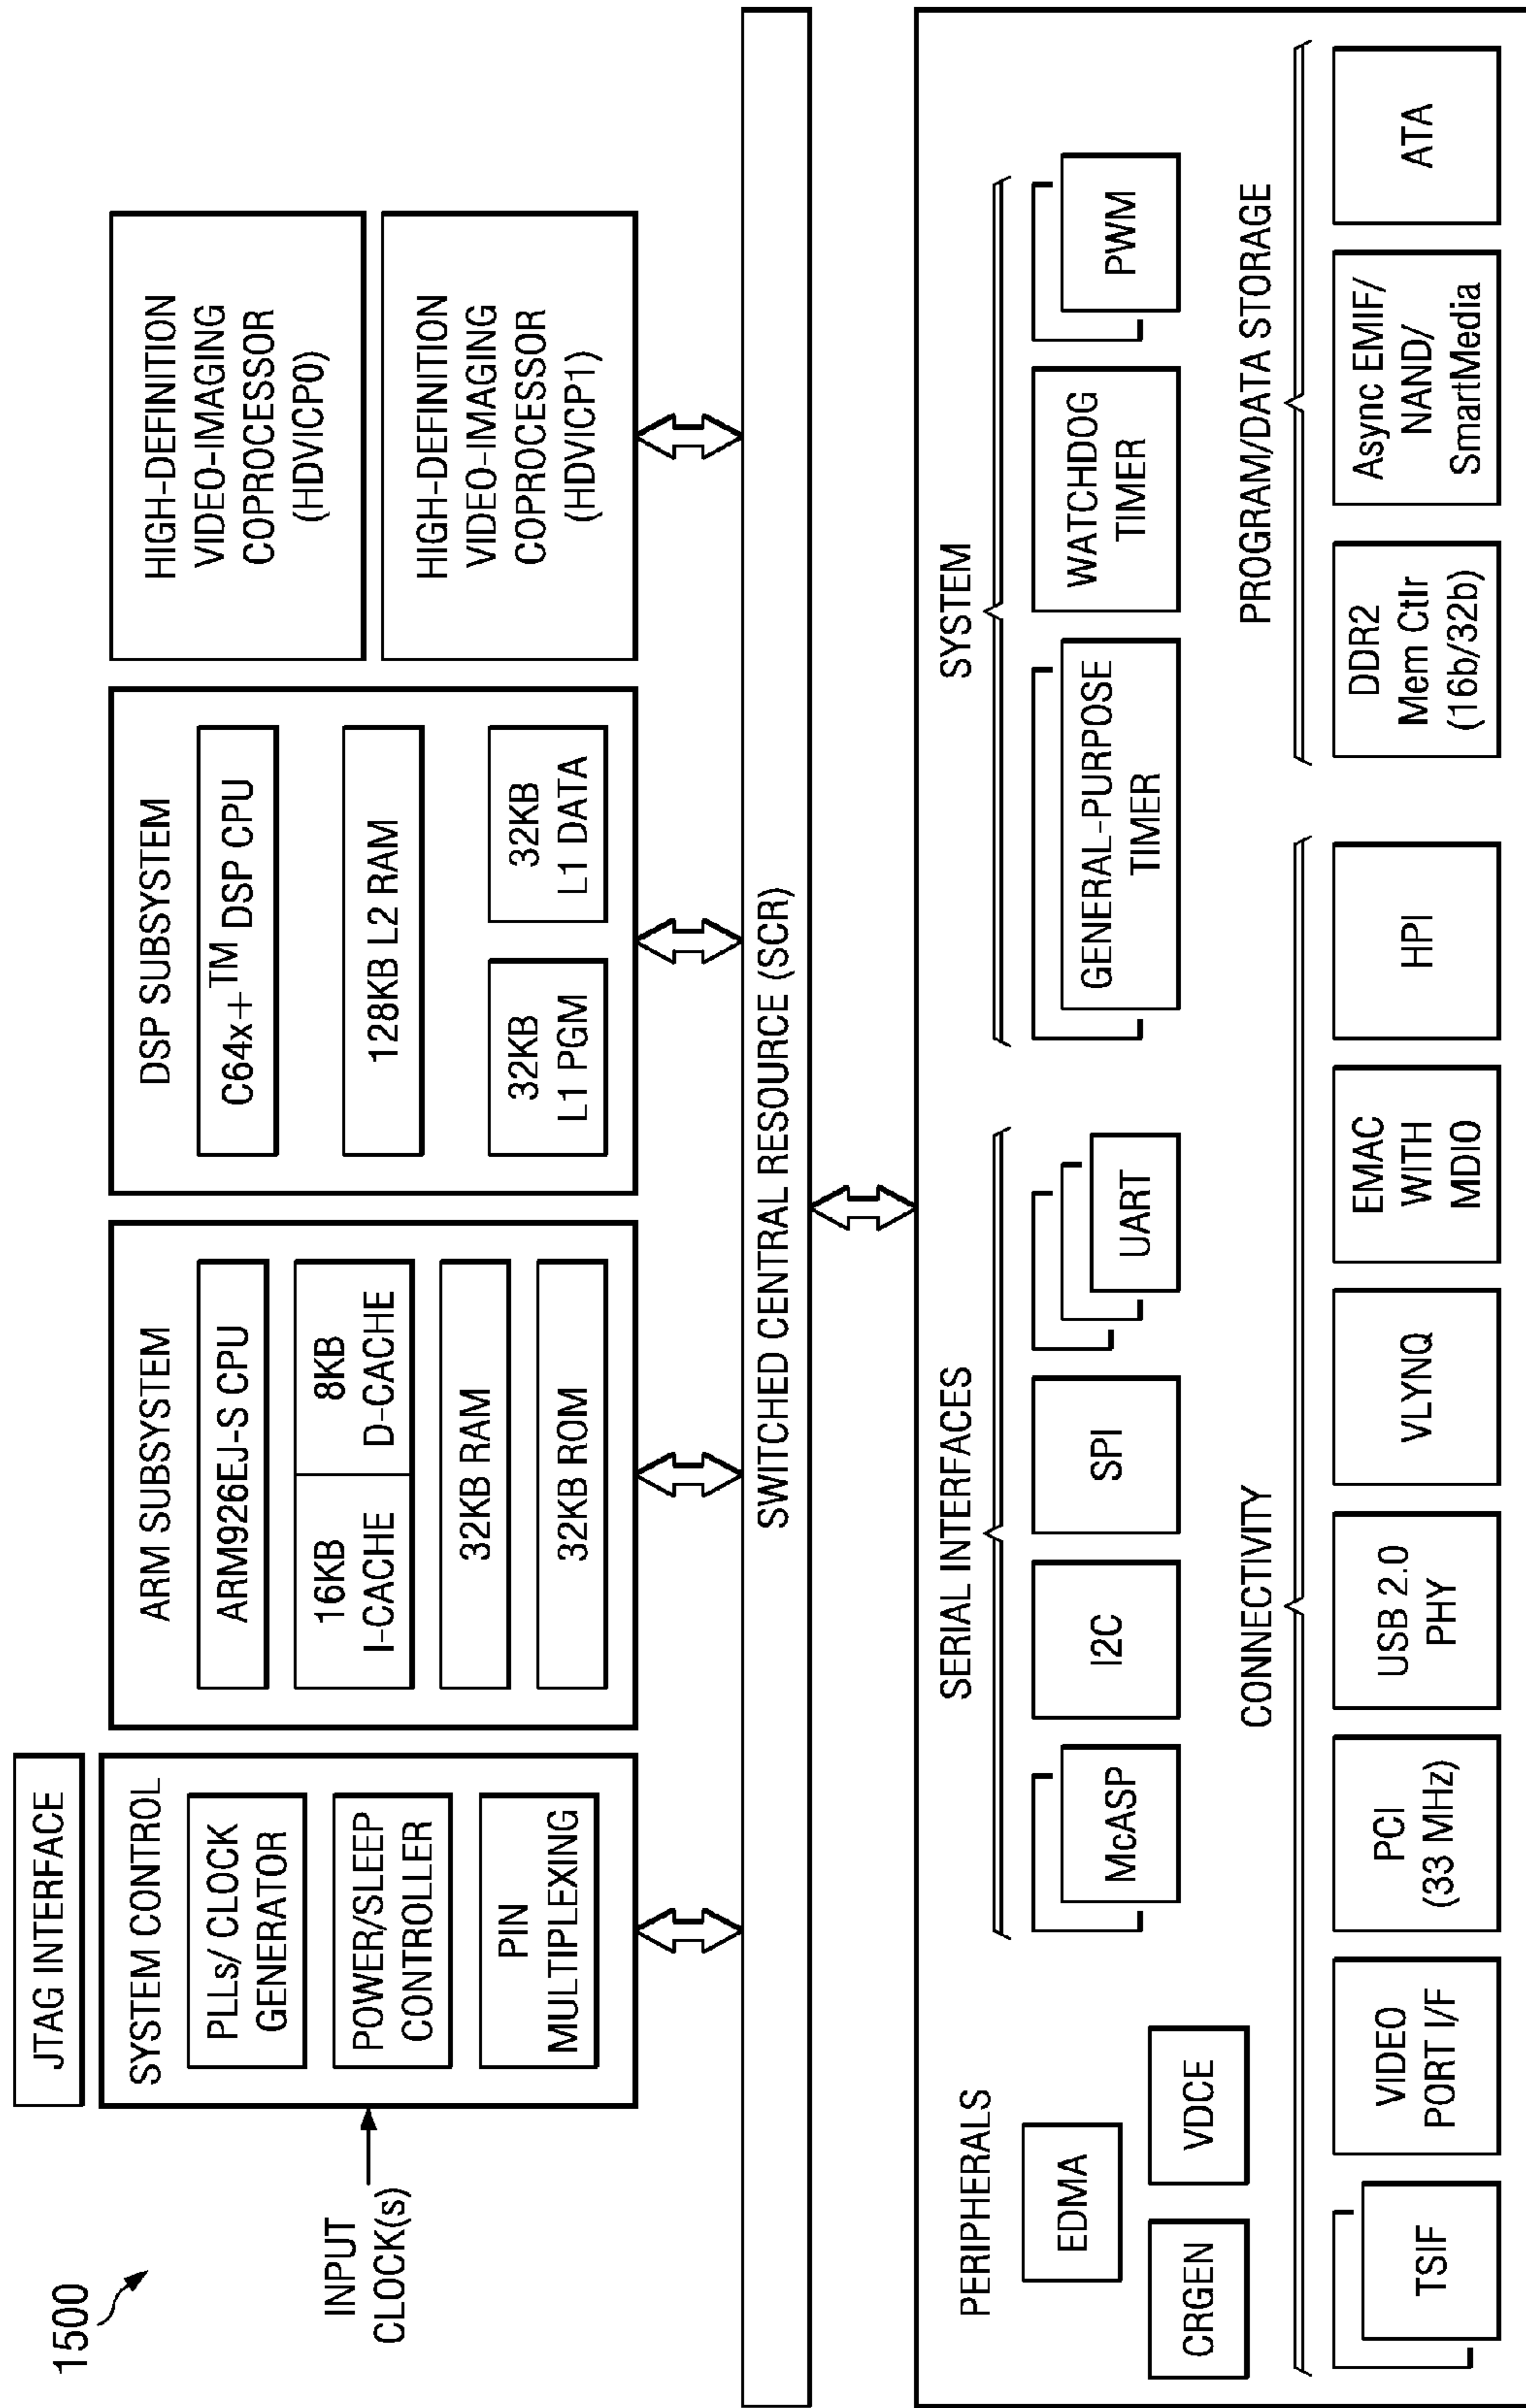 1500
JTAG INTERFACE
INPUT
CLOCK(s)
SYSTEM CONTROL
PLLs/ CLOCK
GENERATOR
POWER/SLEEP
CONTROLLER
PIN
MULTIPLEXING
ARM SUBSYSTEM
ARM926EJ-S CPU
16KB
I-CACHE
8KB
D-CACHE
32KB RAM
32KB ROM
DSP SUBSYSTEM
C64x+TM DSP CPU
128KB L2 RAM
32KB
L1 PGM
32KB
L1 DATA
HIGH-DEFINITION
VIDEO-IMAGING
COPROCESSOR
(HDVICP0)
HIGH-DEFINITION
VIDEO-IMAGING
COPROCESSOR
(HDVICP1)
SWITCHED CENTRAL RESOURCE (SCR)
PERIPHERALS
EDMA
CRGEN
VDCE
SERIAL INTERFACES
McASP
I2C
SPI
UART
SYSTEM
GENERAL-PURPOSE
TIMER
WATCHDOG
TIMER
PWM
CONNECTIVITY
TSIF
VIDEO
PORT I/F
PCI
(33 MHz)
USB 2.0
PHY
VLYNQ
EMAC
WITH
MDIO
HPI
PROGRAM/DATA STORAGE
DDR2
Mem Ctlr
(16b/32b)
Async EMIF/
NAND/
SmartMedia
ATA